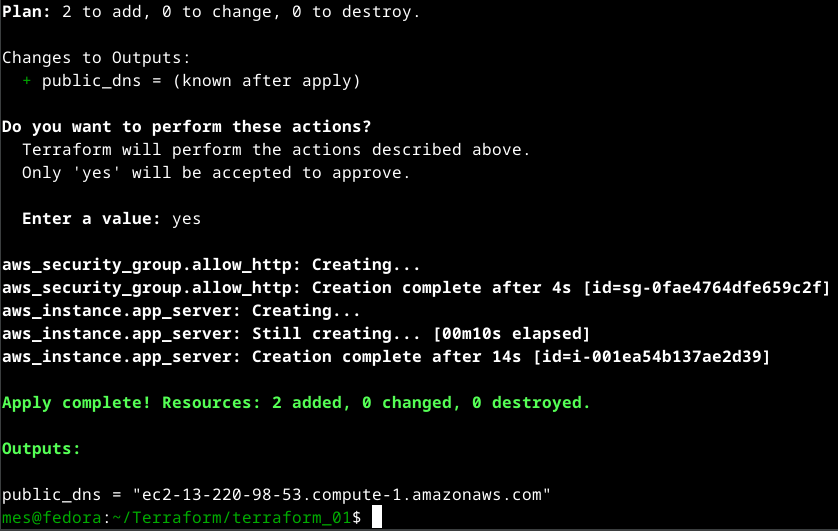 Plan: 2 to add, 0 to change, 0 to destroy.
Changes to Outputs:
+ public_dns = (known after apply)
Do you want to perform these actions?
Terraform will perform the actions described above.
Only 'yes' will be accepted to approve.
Enter a value: yes
aws_security_group.allow_http: Creating...
aws_security_group.allow_http: Creation complete after 4s [id=sg-0fae4764dfe659c2f]
aws_instance.app_server: Creating...
aws_instance.app_server: Still creating... [00m10s elapsed]
aws_instance.app_server: Creation complete after 14s [id=i-001ea54b137ae2d39]
Apply complete! Resources: 2 added, 0 changed, 0 destroyed.
Outputs:
public_dns = "ec2-13-220-98-53.compute-1.amazonaws.com"
mes@fedora:~/Terraform/terraform_01$